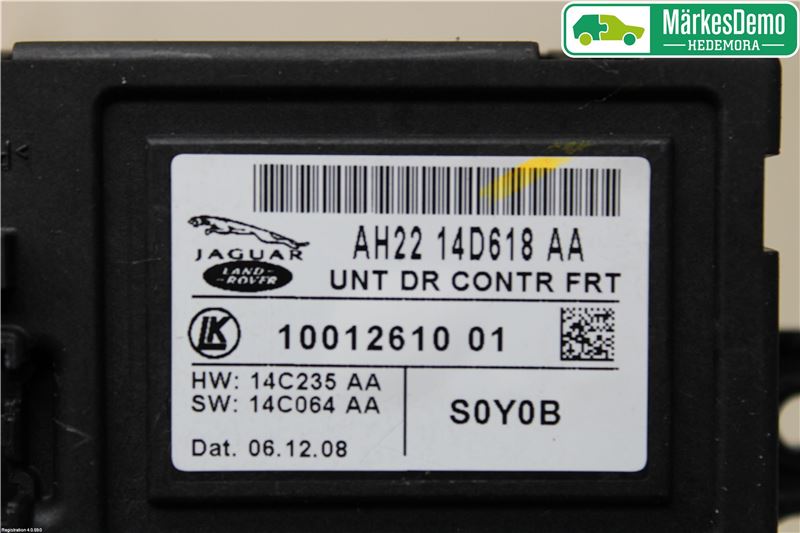 MärkesDemo
HEDEMORA
JAGUAR
LAND-
-ROVER
AH22 14D618 AA
UNT DR CONTR FRT
LK
10012610 01
HW: 14C235 AA
SW: 14C064 AA
Dat. 06.12.08
S0Y0B